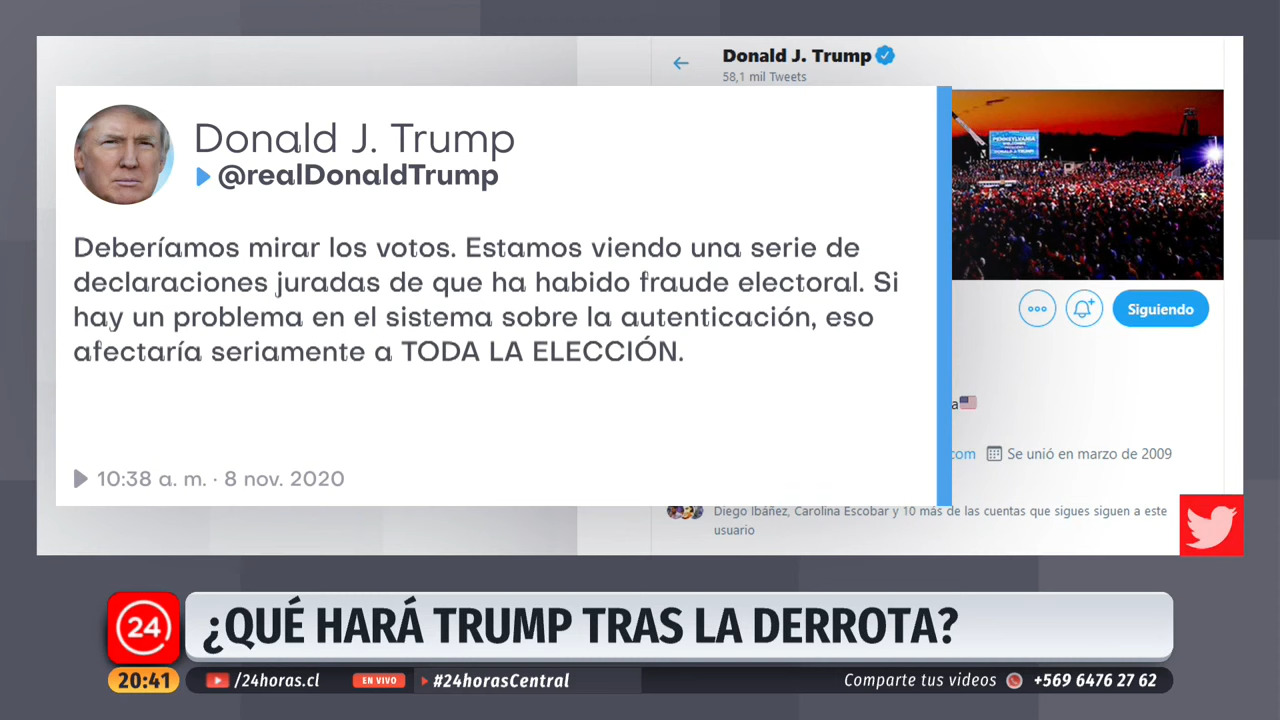 Donald J. Trump
58,1 mil Tweets
Donald J. Trump
@realDonaldTrump
Deberíamos mirar los votos. Estamos viendo una serie de
declaraciones juradas de que ha habido fraude electoral. Si
hay un problema en el sistema sobre la autenticación, eso
afectaría seriamente a TODA LA ELECCIÓN.
10:38 a. m. · 8 nov. 2020
PENNSYLVANIA
Siguiendo
a
com
Se unió en marzo de 2009
Diego Ibáñez, Carolina Escobar y 10 más de las cuentas que sigues siguen a este
usuario
24
¿QUÉ HARÁ TRUMP TRAS LA DERROTA?
20:41
/24horas.cl
EN VIVO
#24horasCentral
Comparte tus videos
+569 6476 27 62